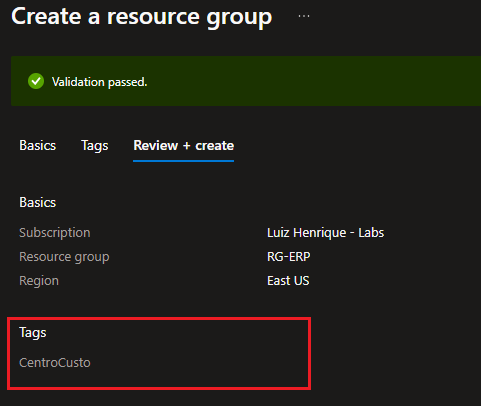 Create a resource group ...
Validation passed.
Basics Tags Review + create
Basics
Subscription Luiz Henrique - Labs
Resource group RG-ERP
Region East US
Tags
CentroCusto